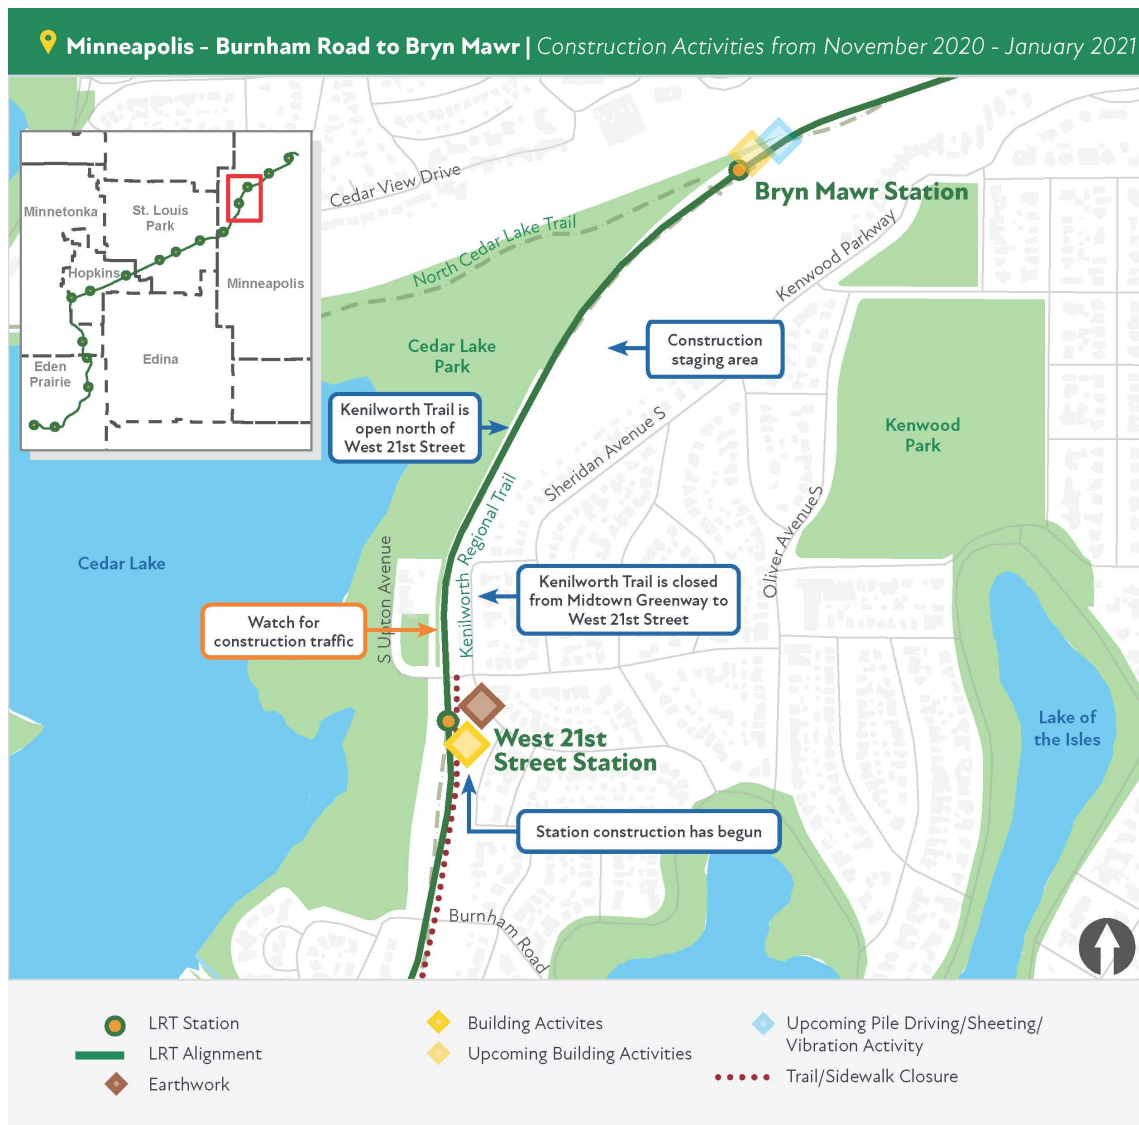 Minneapolis - Burnham Road to Bryn Mawr | Construction Activities from November 2020 - January 2021
Minnetonka
St. Louis
Park
Hopkins
Minneapolis
Edina
Eden
Prairie
Cedar View Drive
North Cedar Lake Trail
Bryn Mawr Station
Kenwood Parkway
Cedar Lake
Park
Construction
staging area
Kenilworth Trail is
open north of
West 21st Street
Sheridan Avenue S
Kenwood
Park
Kenilworth Regional Trail
Oliver Avenue S
Cedar Lake
S Upton Avenue
Kenilworth Trail is closed
from Midtown Greenway to
West 21st Street
Watch for
construction traffic
West 21st
Street Station
Lake of
the Isles
Station construction has begun
Burnham Road
LRT Station
LRT Alignment
Earthwork
Building Activites
Upcoming Building Activities
Upcoming Pile Driving/Sheeting/
Vibration Activity
Trail/Sidewalk Closure